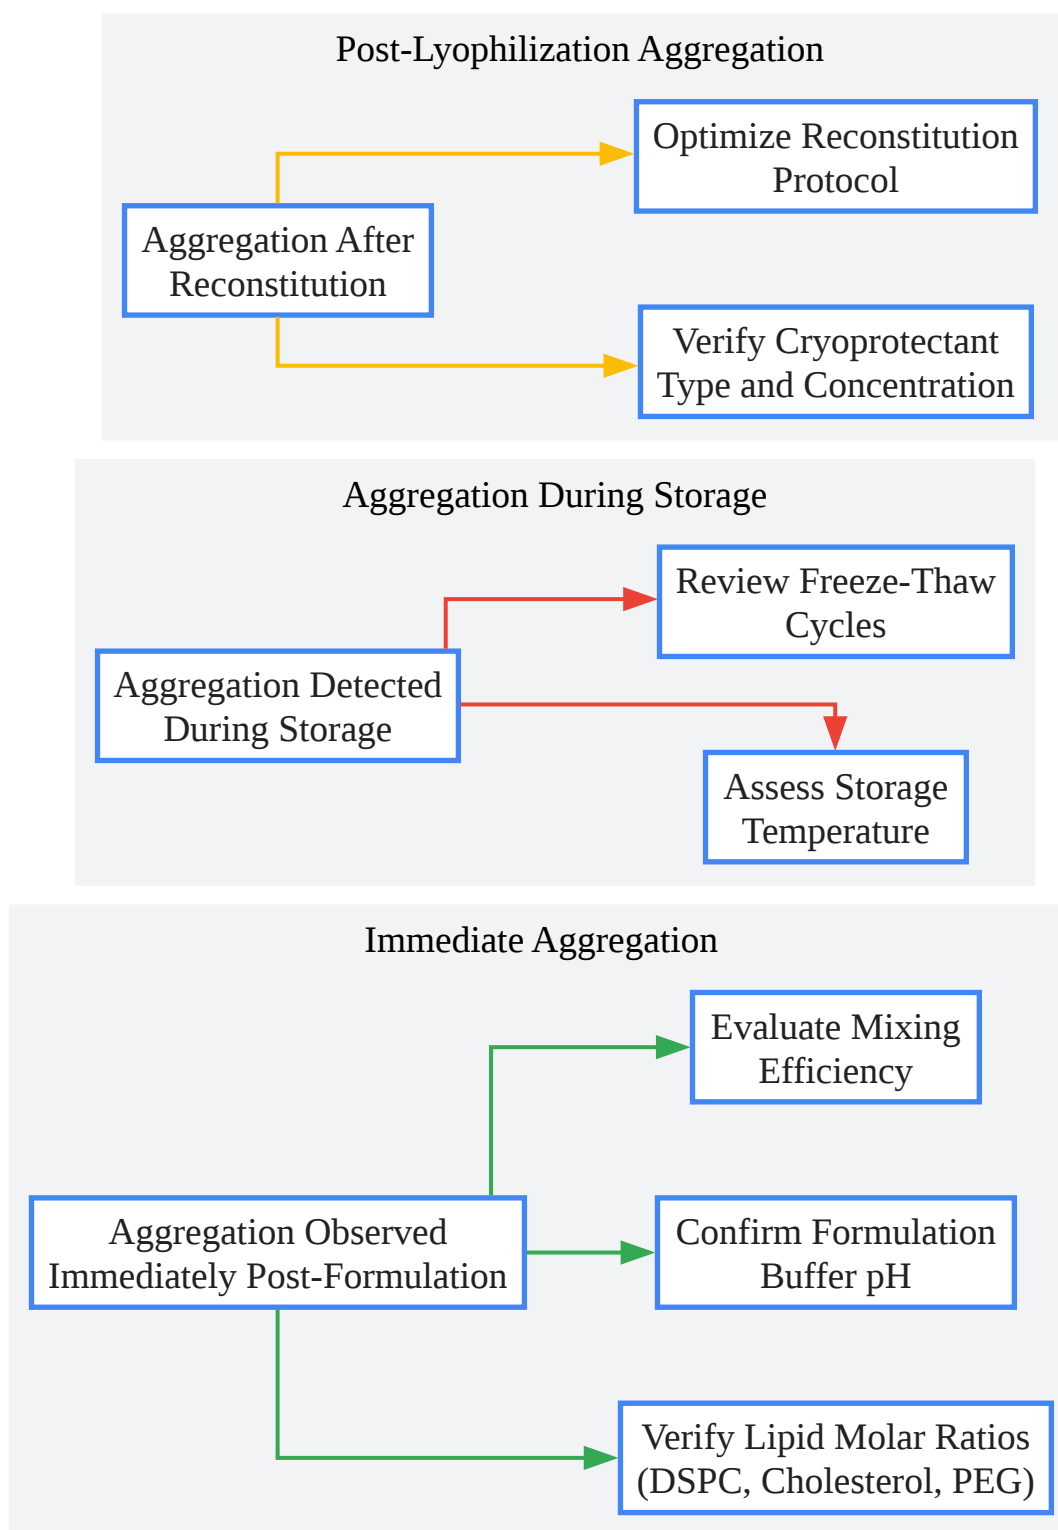 Post-Lyophilization Aggregation
Optimize Reconstitution
Protocol
Aggregation After
Reconstitution
Verify Cryoprotectant
Type and Concentration
Aggregation During Storage
Review Freeze-Thaw
Cycles
Aggregation Detected
During Storage
Assess Storage
Temperature
Immediate Aggregation
Evaluate Mixing
Efficiency
Aggregation Observed
Immediately Post-Formulation
Confirm Formulation
Buffer pH
Verify Lipid Molar Ratios
(DSPC, Cholesterol, PEG)